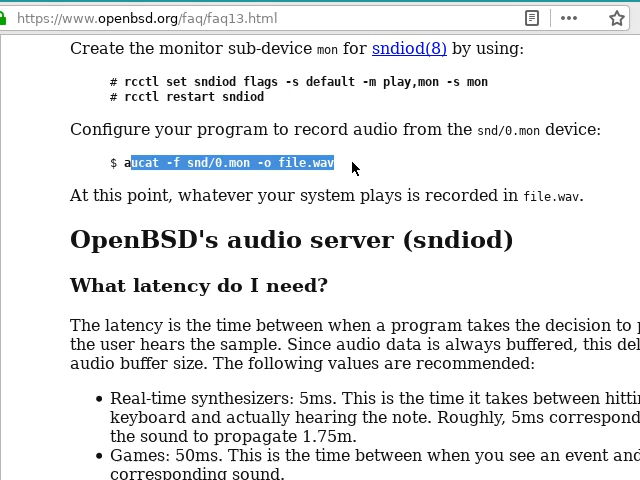 https://www.openbsd.org/faq/faq13.html
Create the monitor sub-device mon for sndiod(8) by using:
# rcctl set sndiod flags -s default -m play,mon -s mon
# rcctl restart sndiod
Configure your program to record audio from the snd/0.mon device:
$ aucat -f snd/0.mon -o file.wav
At this point, whatever your system plays is recorded in file.wav.
OpenBSD's audio server (sndiod)
What latency do I need?
The latency is the time between when a program takes the decision to
the user hears the sample. Since audio data is always buffered, this
audio buffer size. The following values are recommended:
• Real-time synthesizers: 5ms. This is the time it takes between
keyboard and actually hearing the note. Roughly, 5ms
the sound to propagate 1.75m.
• Games: 50ms. This is the time between when you see an event and
corresponding sound.